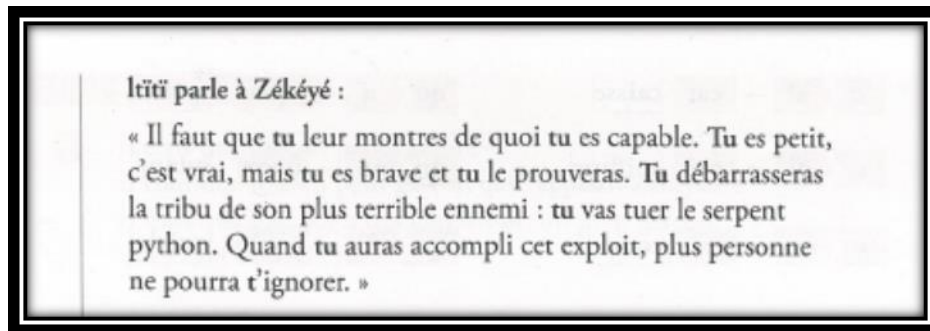 Itïtï parle à Zékéyé :
« Il faut que tu leur montres de quoi tu es capable. Tu es petit,
c'est vrai, mais tu es brave et tu le prouveras. Tu débarrasseras
la tribu de son plus terrible ennemi : tu vas tuer le serpent
python. Quand tu auras accompli cet exploit, plus personne
ne pourra t'ignorer. »